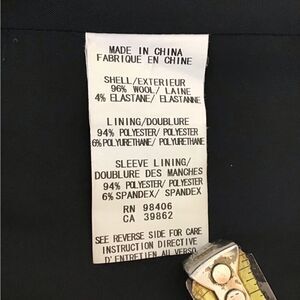 MADE IN CHINA
FABRIQUE EN CHINE
SHELL/EXTERIEUR
96% WOOL/ LAINE
4% ELASTANE/ ELASTANNE
LINING/DOUBLURE
94% POLYESTER/ POLYESTER
6% POLYURETHANE/ POLYURETHANE
SLEEVE LINING/
DOUBLURE DES MANCHES
94% POLYESTER/ POLYESTER
6% SPANDEX/ SPANDEX
RN 98406
CA 39862
SEE REVERSE SIDE FOR CARE
INSTRUCTION DIRECTIVE
D'ENTRETIEN AU VERSO